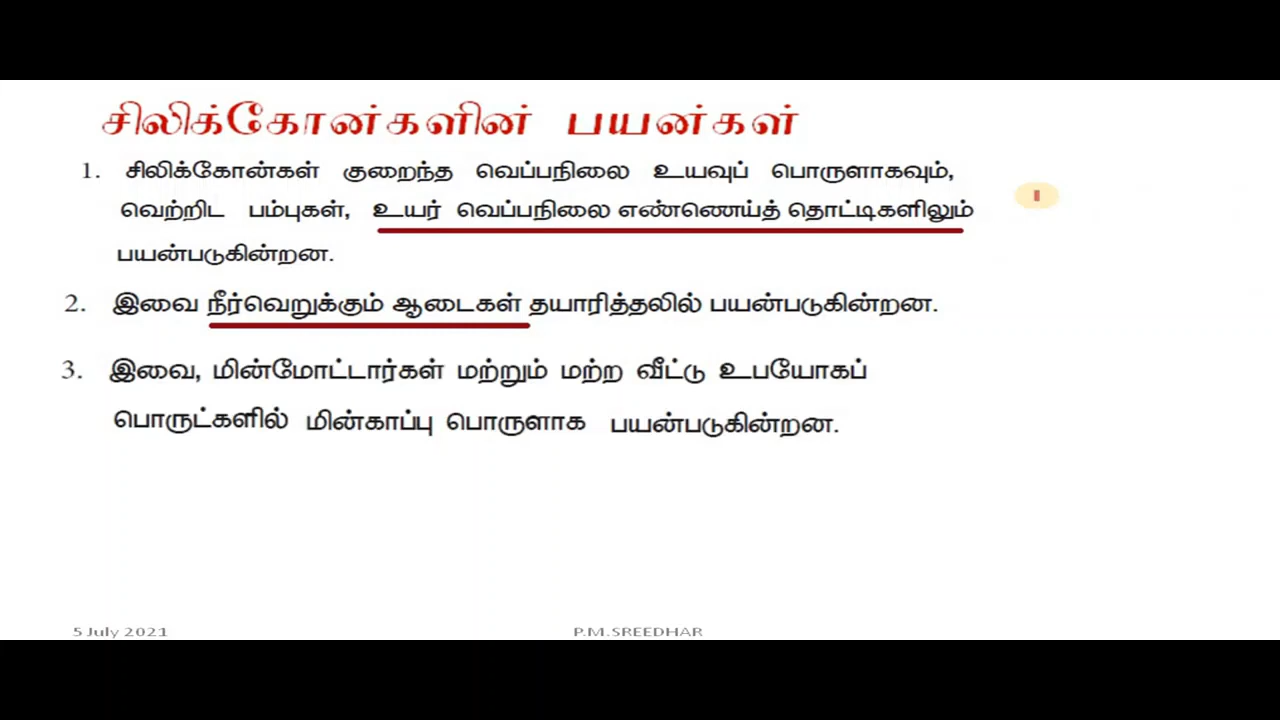 சிலிக்கோன்களின் பயன்கள்
1. சிலிக்கோன்கள் குறைந்த வெப்பநிலை உயவுப் பொருளாகவும்,
வெற்றிட பம்புகள், உயர் வெப்பநிலை எண்ணெய்த் தொட்டிகளிலும்
பயன்படுகின்றன.
2. இவை நீர்வெறுக்கும் ஆடைகள் தயாரித்தலில் பயன்படுகின்றன.
3. இவை, மின்மோட்டார்கள் மற்றும் மற்ற வீட்டு உபயோகப்
பொருட்களில் மின்காப்பு பொருளாக பயன்படுகின்றன.
5 July 2021 P.M.SREEDHAR